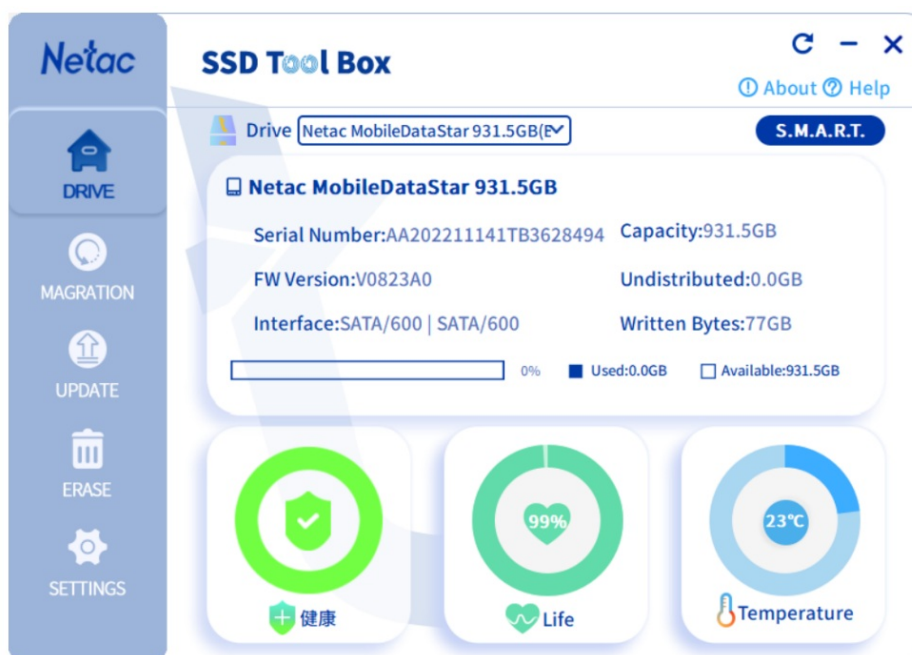 Netac
SSD Tool Box
About Help
Drive Netac MobileDataStar 931.5GB(E
S.M.A.R.T.
DRIVE
MAGRATION
UPDATE
ERASE
SETTINGS
Netac MobileDataStar 931.5GB
Serial Number:AA202211141TB3628494 Capacity:931.5GB
FW Version:V0823A0 Undistributed:0.0GB
Interface:SATA/600 | SATA/600 Written Bytes:77GB
0% Used:0.0GB Available:931.5GB
99%
23℃
健康
Life
Temperature